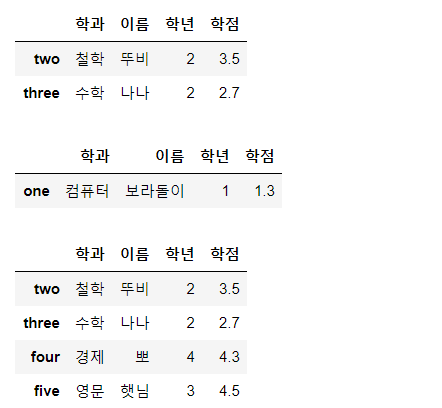 학과 이름 학년 학점
two 철학 뚜비 2 3.5
three 수학 나나 2 2.7
학과 이름 학년 학점
one 컴퓨터 보라돌이 1 1.3
학과 이름 학년 학점
two 철학 뚜비 2 3.5
three 수학 나나 2 2.7
four 경제 뽀 4 4.3
five 영문 햇님 3 4.5